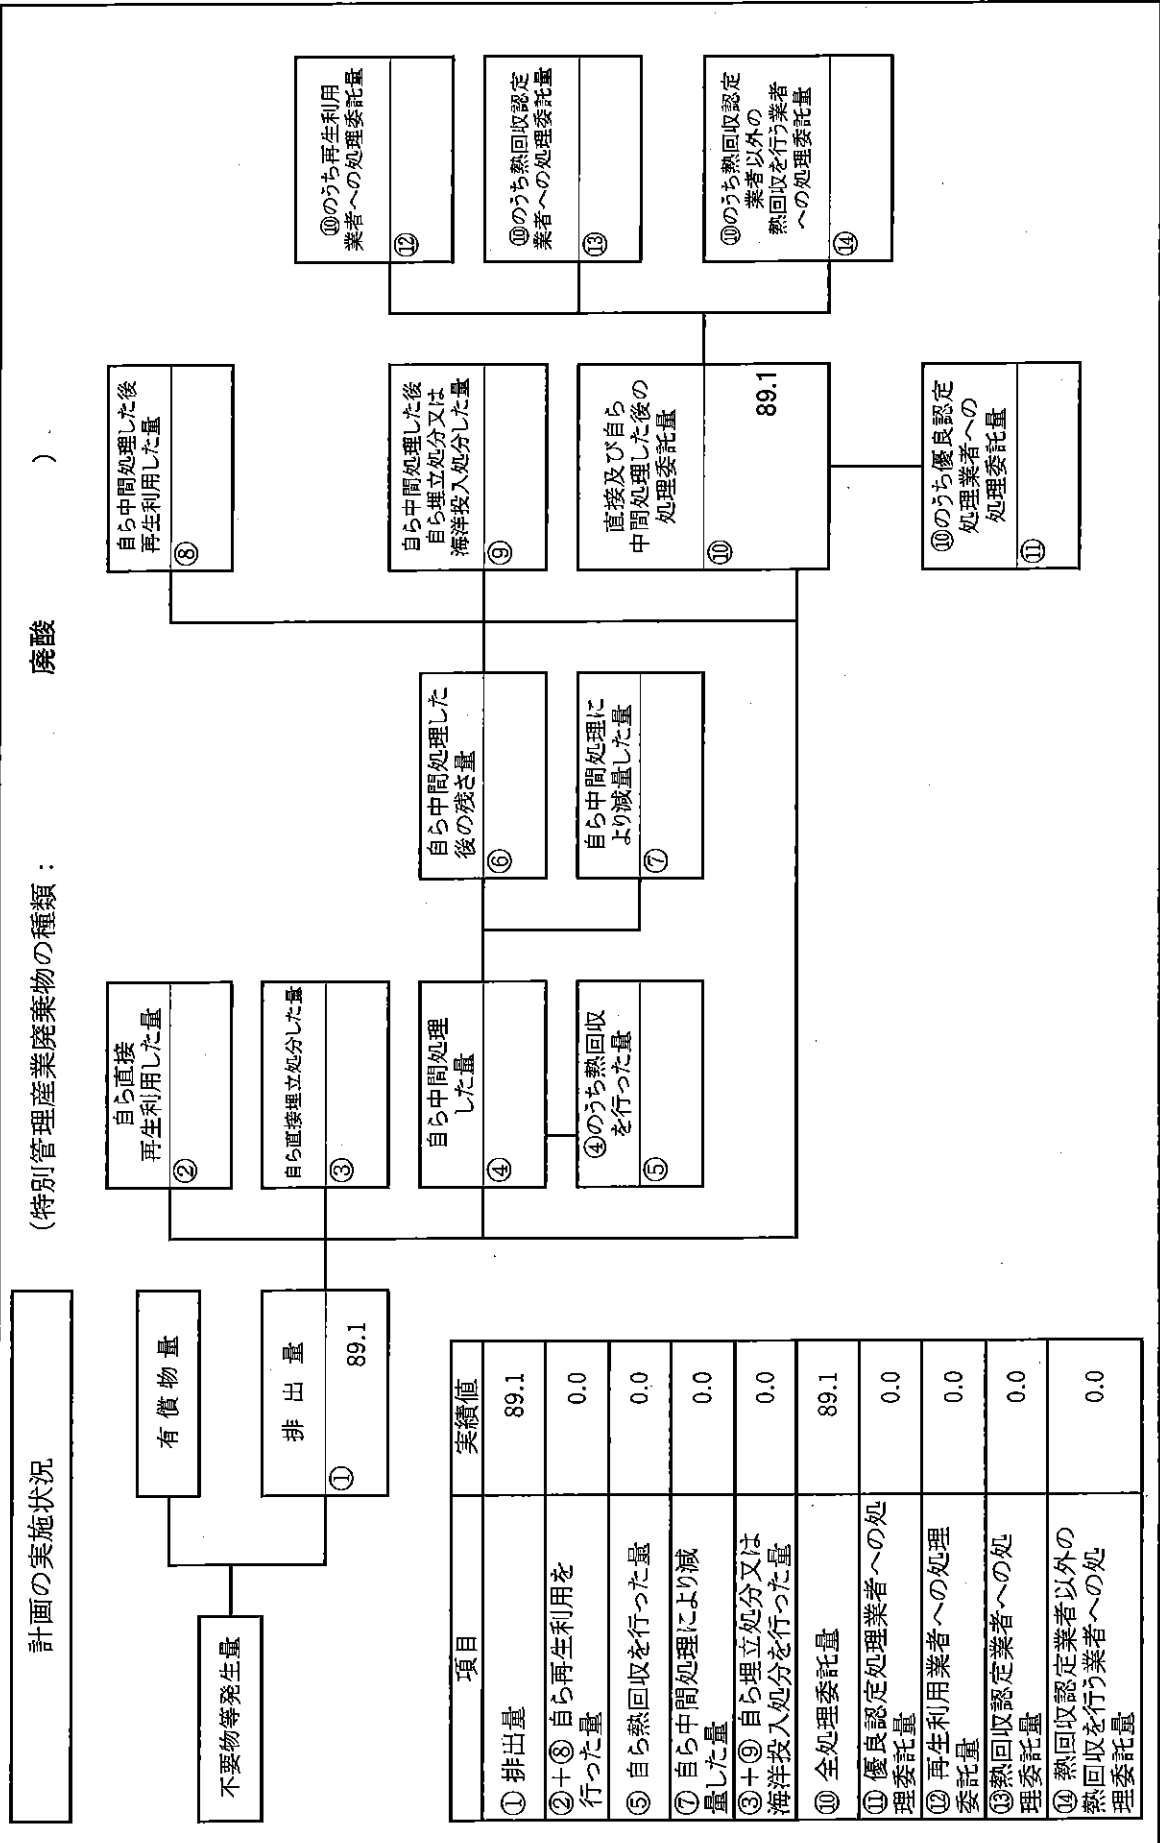 計画の実施状況
（特別管理産業廃棄物の種類：　廃酸　）
不要物等発生量
有償物量
排出量
①
89.1
自ら直接
再生利用した量
②
自ら直接埋立処分した量
③
自ら中間処理
した量
④
④のうち熱回収
を行った量
⑤
自ら中間処理した
後の残さ量
⑥
自ら中間処理に
より減量した量
⑦
自ら中間処理した後
再生利用した量
⑧
自ら中間処理した後
自ら埋立処分又は
海洋投入処分した量
⑨
直接及び自ら
中間処理した後の
処理委託量
⑩
89.1
⑩のうち優良認定
処理業者への
処理委託量
⑪
⑩のうち再生利用
業者への処理委託量
⑫
⑩のうち熱回収認定
業者への処理委託量
⑬
⑩のうち熱回収認定
業者以外の
熱回収を行う業者
への処理委託量
⑭
項目 実績値
①排出量 89.1
②＋⑧ 自ら再生利用を
行った量 0.0
⑤ 自ら熱回収を行った量 0.0
⑦ 自ら中間処理により減
量した量 0.0
③＋⑨ 自ら埋立処分又は
海洋投入処分を行った量 0.0
⑩ 全処理委託量 89.1
⑪ 優良認定処理業者への処
理委託量 0.0
⑫ 再生利用業者への処理
委託量 0.0
⑬熱回収認定業者への処
理委託量 0.0
⑭ 熱回収認定業者以外の
熱回収を行う業者への処
理委託量 0.0